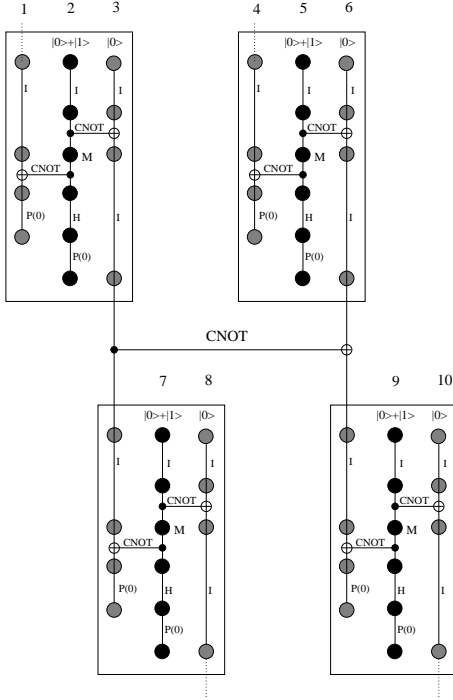 1 2 3 4 5 6
|0>+|1> |0> |0>+|1> |0>
I I I I
CNOT CNOT
M M
CNOT CNOT
P(0) H I P(0) H I
P(0) P(0)
CNOT
7 8 9 10
|0>+|1> |0> |0>+|1> |0>
I I I I I I
CNOT CNOT
M M
CNOT CNOT
P(0) H I P(0) H I
P(0) P(0)